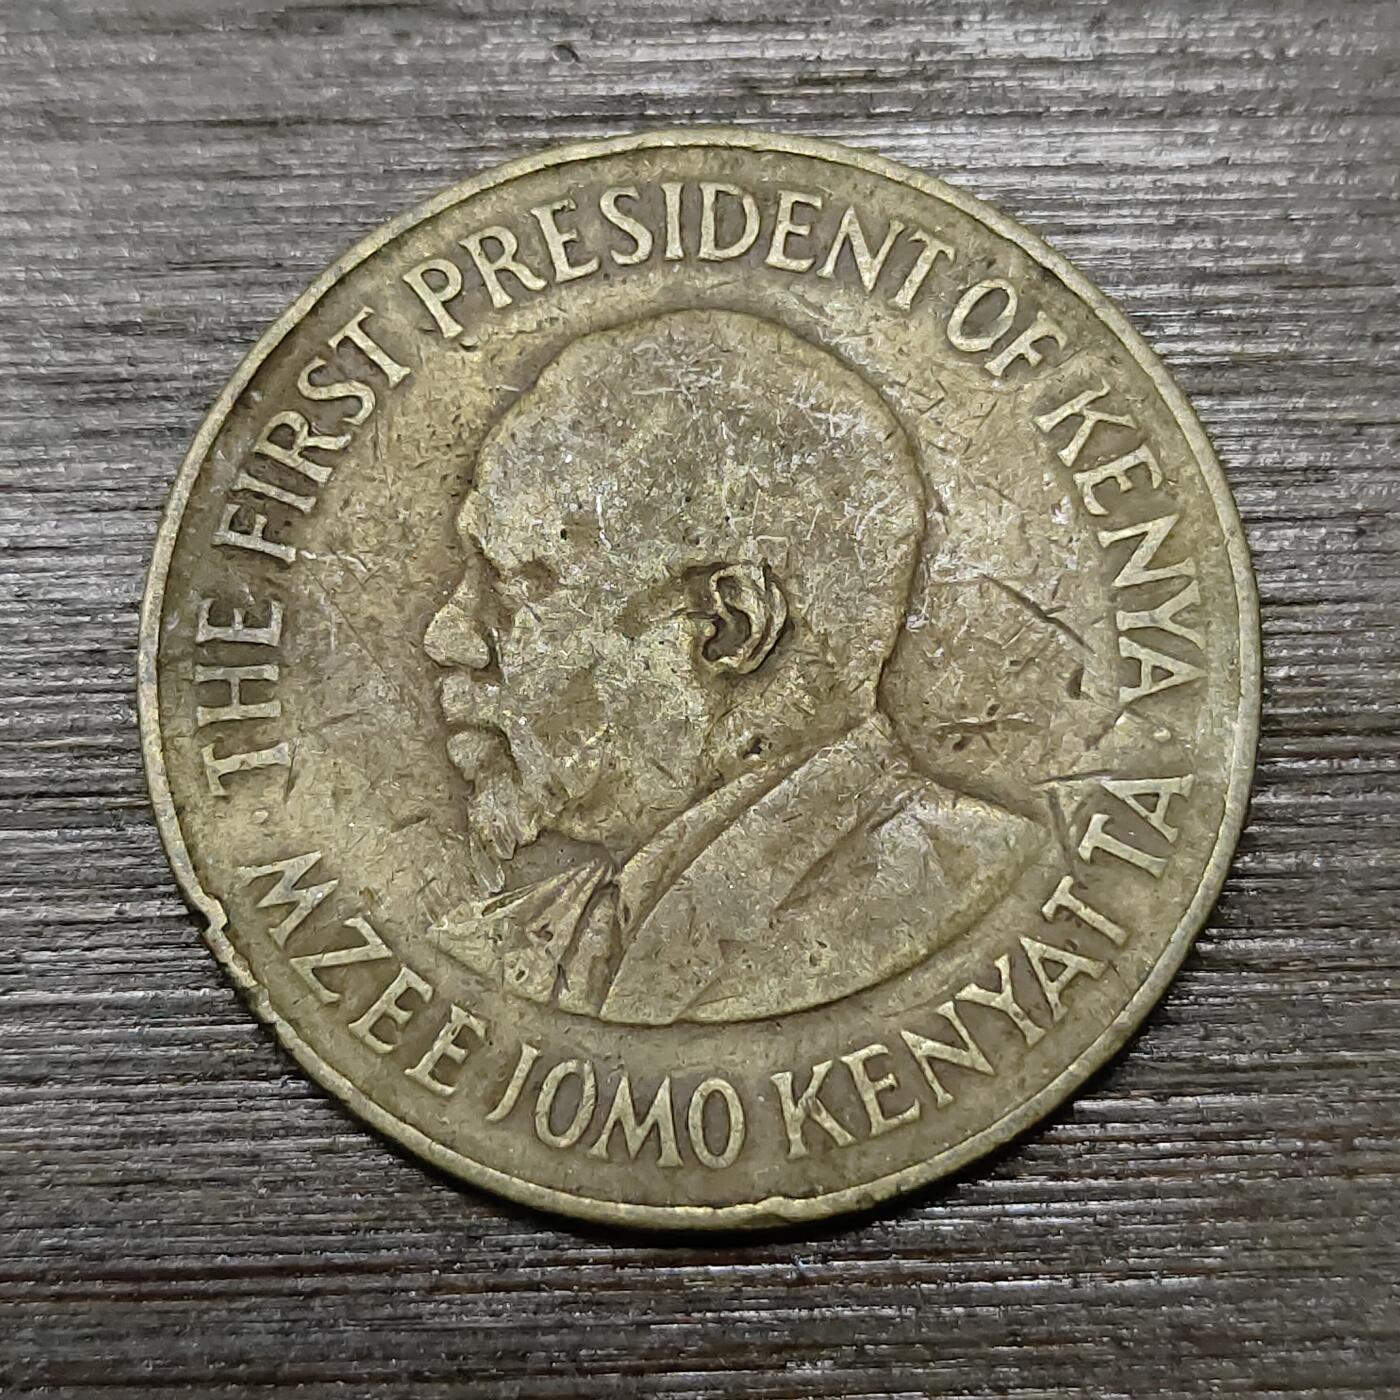 THE FIRST PRESIDENT OF KENYA
· MZEE JOMO KENYATTA ·